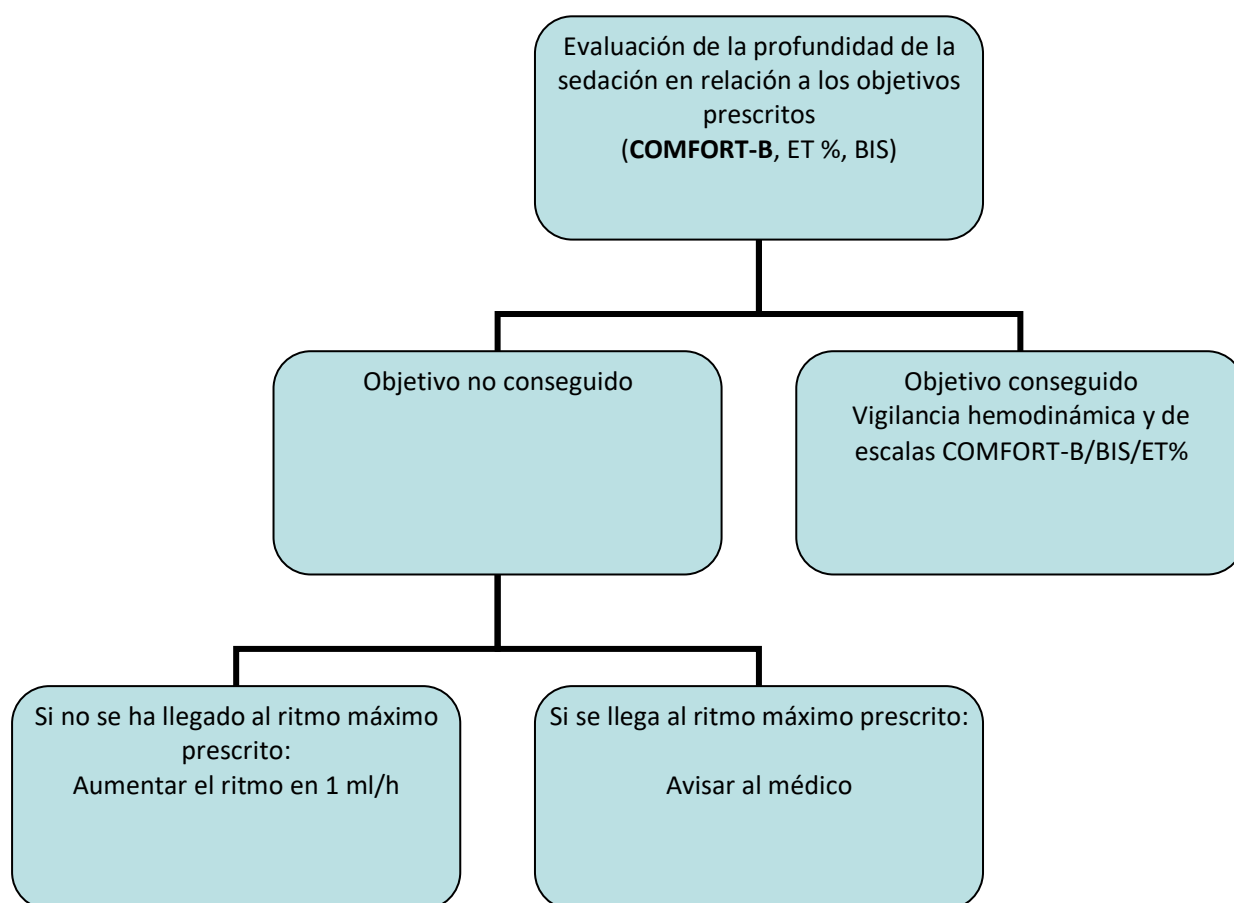 Evaluación de la profundidad de la
sedación en relación a los objetivos
prescritos
(COMFORT-B, ET %, BIS)
Objetivo no conseguido
Objetivo conseguido
Vigilancia hemodinámica y de
escalas COMFORT-B/BIS/ET%
Si no se ha llegado al ritmo máximo
prescrito:
Aumentar el ritmo en 1 ml/h
Si se llega al ritmo máximo prescrito:
Avisar al médico